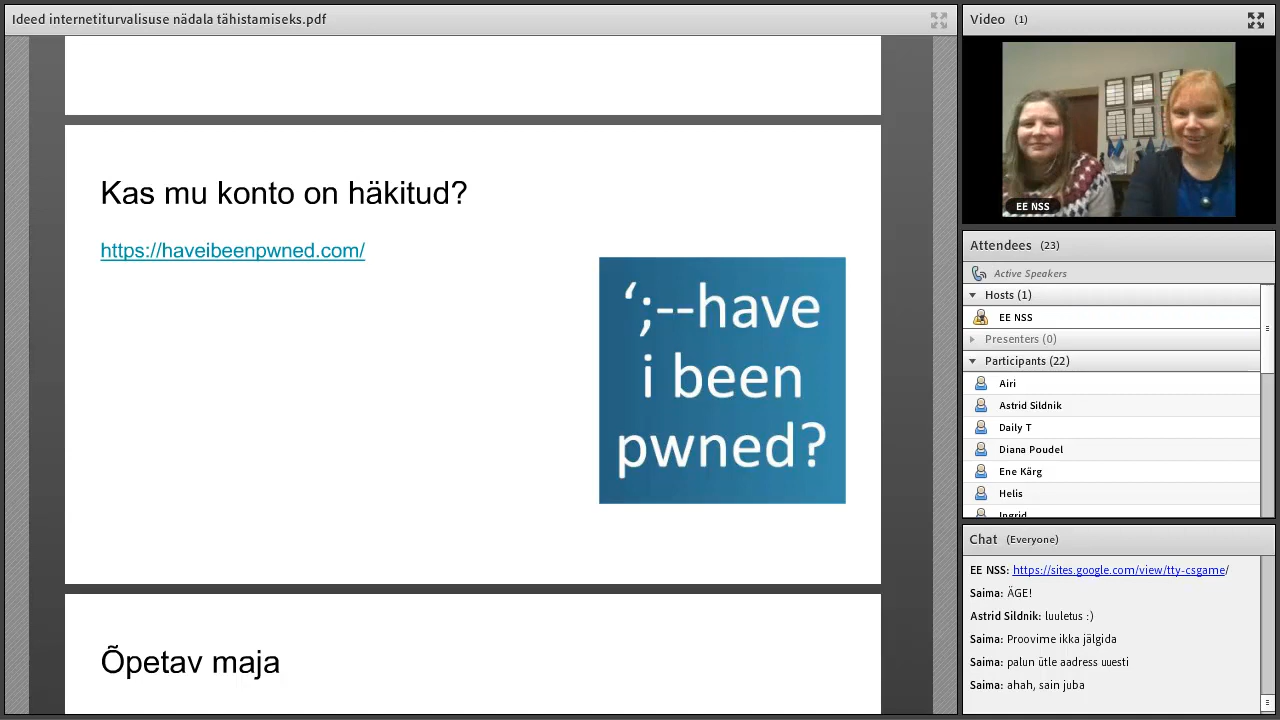 Ideed internetiturvalisuse nädala tähistamiseks.pdf
Kas mu konto on häkitud?
https://haveibeenpwned.com/
‘;--have
i been
pwned?
Õpetav maja
Video (1)
EE NSS
Attendees (23)
Active Speakers
Hosts (1)
EE NSS
Presenters (0)
Participants (22)
Airi
Astrid Sildnik
Daily T
Diana Poudel
Ene Kärg
Helis
Ingrid
Chat (Everyone)
EE NSS: https://sites.google.com/view/tty-csgame/
Saima: ÄGE!
Astrid Sildnik: luuletus :)
Saima: Proovime ikka jälgida
Saima: palun ütle aadress uuesti
Saima: ahah, sain juba